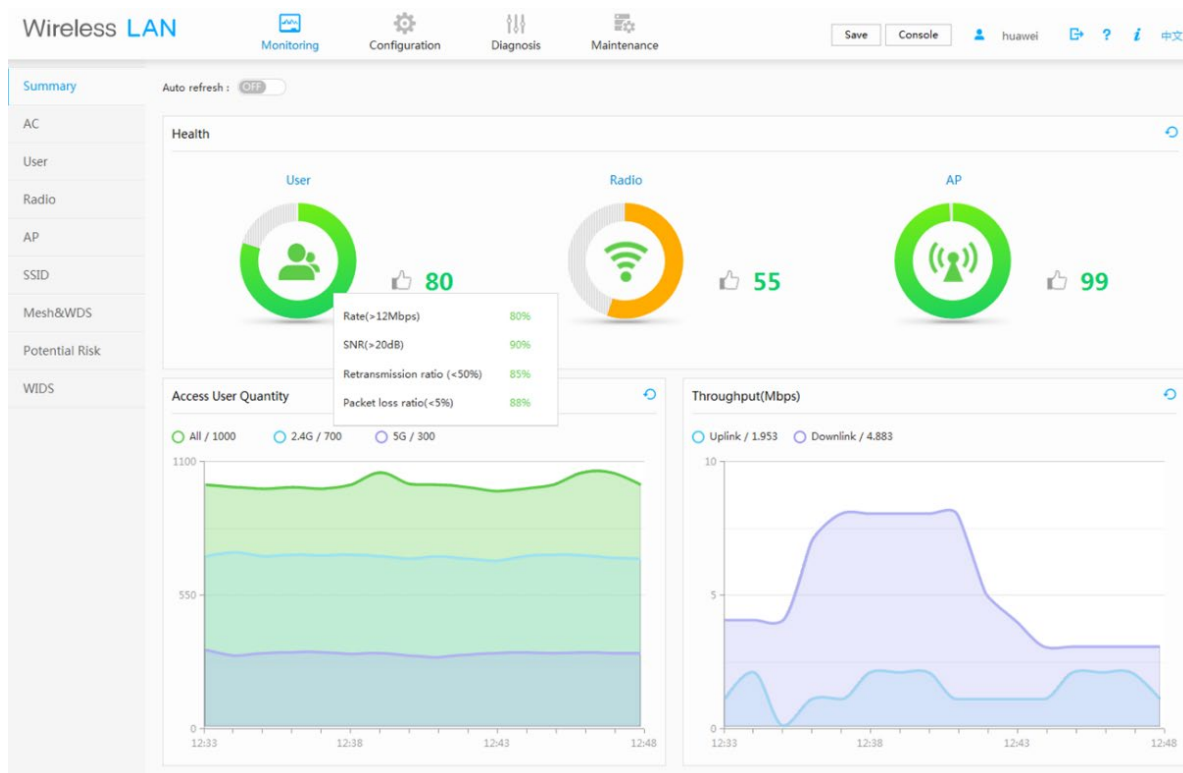 Wireless LAN
Monitoring
Configuration
Diagnosis
Maintenance
Save
Console
huawei
?
i
中文
Summary
AC
User
Radio
AP
SSID
Mesh&WDS
Potential Risk
WIDS
Auto refresh :
OFF
Health
User
80
Radio
55
AP
99
Rate(>12Mbps) 80%
SNR(>20dB) 90%
Retransmission ratio (<50%) 85%
Packet loss ratio(<5%) 88%
Access User Quantity
All / 1000
2.4G / 700
5G / 300
1100
550
0
12:33
12:38
12:43
12:48
Throughput(Mbps)
Uplink / 1.953
Downlink / 4.883
10
5
0
12:33
12:38
12:43
12:48